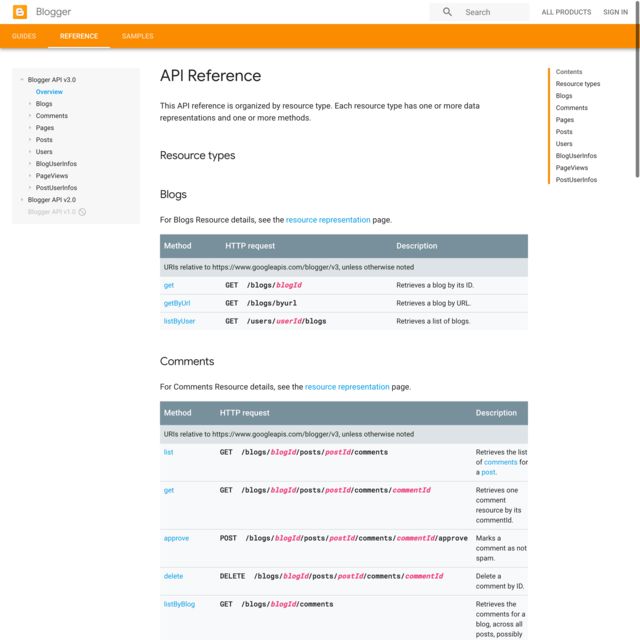 Blogger
Search
ALL PRODUCTS
SIGN IN
GUIDES
REFERENCE
SAMPLES
Blogger API v3.0
Overview
Blogs
Comments
Pages
Posts
Users
BlogUserInfos
PageViews
PostUserInfos
Blogger API v2.0
Blogger API v1.0
API Reference
This API reference is organized by resource type. Each resource type has one or more data
representations and one or more methods.
Resource types
Blogs
For Blogs Resource details, see the resource representation page.
Method HTTP request Description
URIs relative to https://www.googleapis.com/blogger/v3, unless otherwise noted
get GET /blogs/blogId Retrieves a blog by its ID.
getByUrl GET /blogs/byurl Retrieves a blog by URL.
listByUser GET /users/userId/blogs Retrieves a list of blogs.
Comments
For Comments Resource details, see the resource representation page.
Method HTTP request Description
URIs relative to https://www.googleapis.com/blogger/v3, unless otherwise noted
list GET /blogs/blogId/posts/postId/comments Retrieves the list
of comments for
a post.
get GET /blogs/blogId/posts/postId/comments/commentId Retrieves one
comment
resource by its
commentId.
approve POST /blogs/blogId/posts/postId/comments/commentId/approve Marks a
comment as not
spam.
delete DELETE /blogs/blogId/posts/postId/comments/commentId Delete a
comment by ID.
listByBlog GET /blogs/blogId/comments Retrieves the
comments for a
blog, across all
posts, possibly
Contents
Resource types
Blogs
Comments
Pages
Posts
Users
BlogUserInfos
PageViews
PostUserInfos